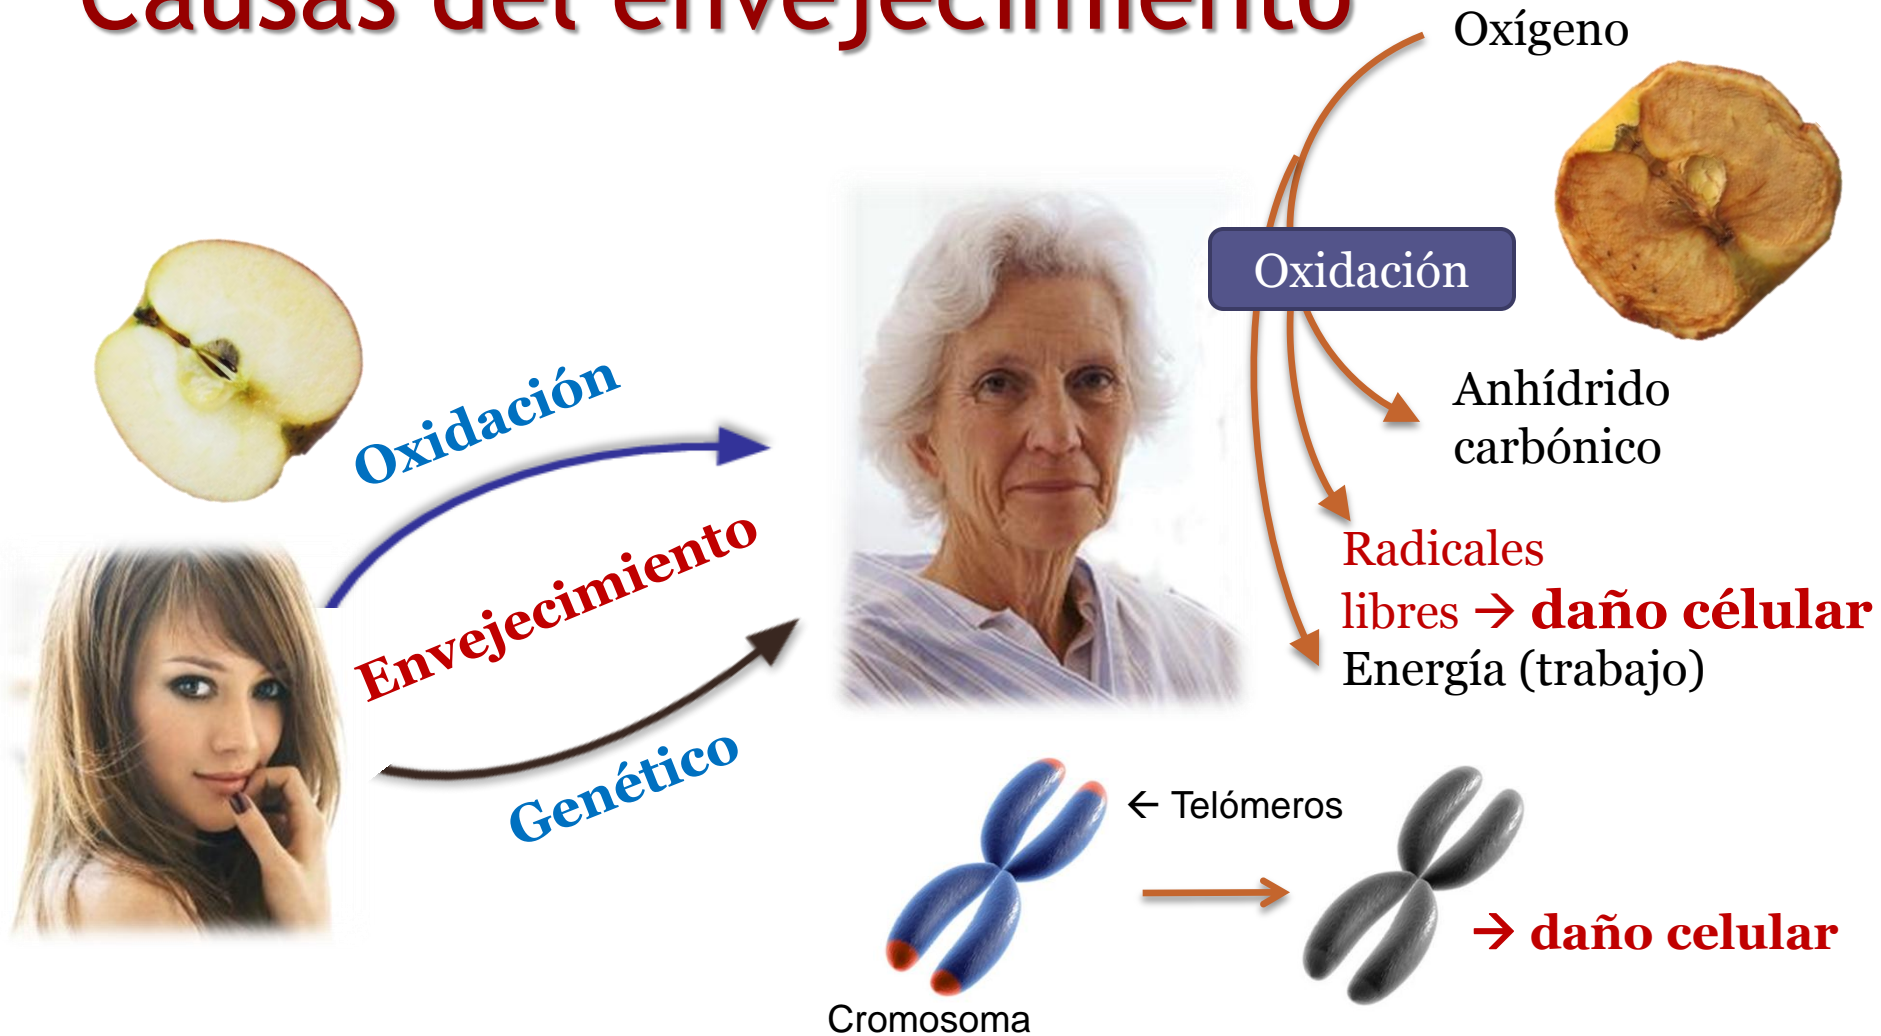 Causas del envejecimiento
Oxígeno
Oxidación
Anhídrido
carbónico
Oxidación
Envejecimiento
Genético
Radicales
libres → daño célular
Energía (trabajo)
← Telómeros
→ daño celular
Cromosoma